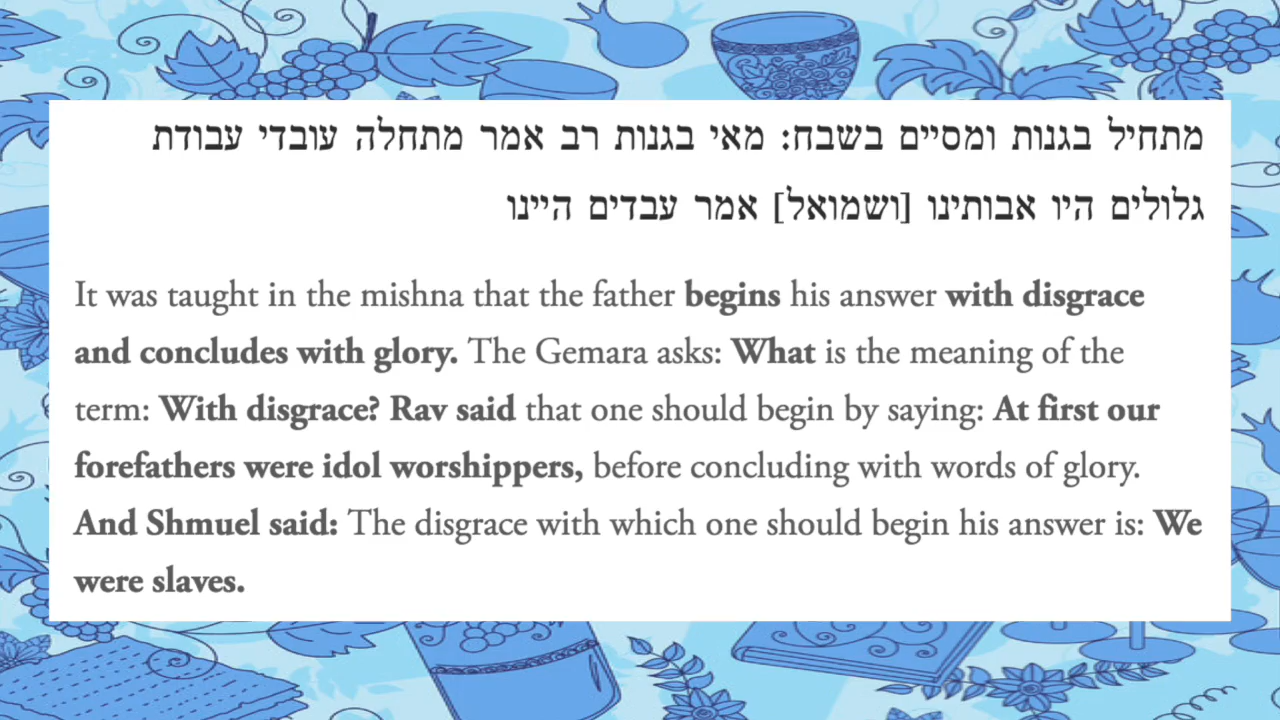 מתחיל בגנות ומסיים בשבח: מאי בגנות רב אמר מתחלה עובדי עבודת
גלולים היו אבותינו [ושמואל] אמר עבדים היינו
It was taught in the mishna that the father begins his answer with disgrace
and concludes with glory. The Gemara asks: What is the meaning of the
term: With disgrace? Rav said that one should begin by saying: At first our
forefathers were idol worshippers, before concluding with words of glory.
And Shmuel said: The disgrace with which one should begin his answer is: We
were slaves.